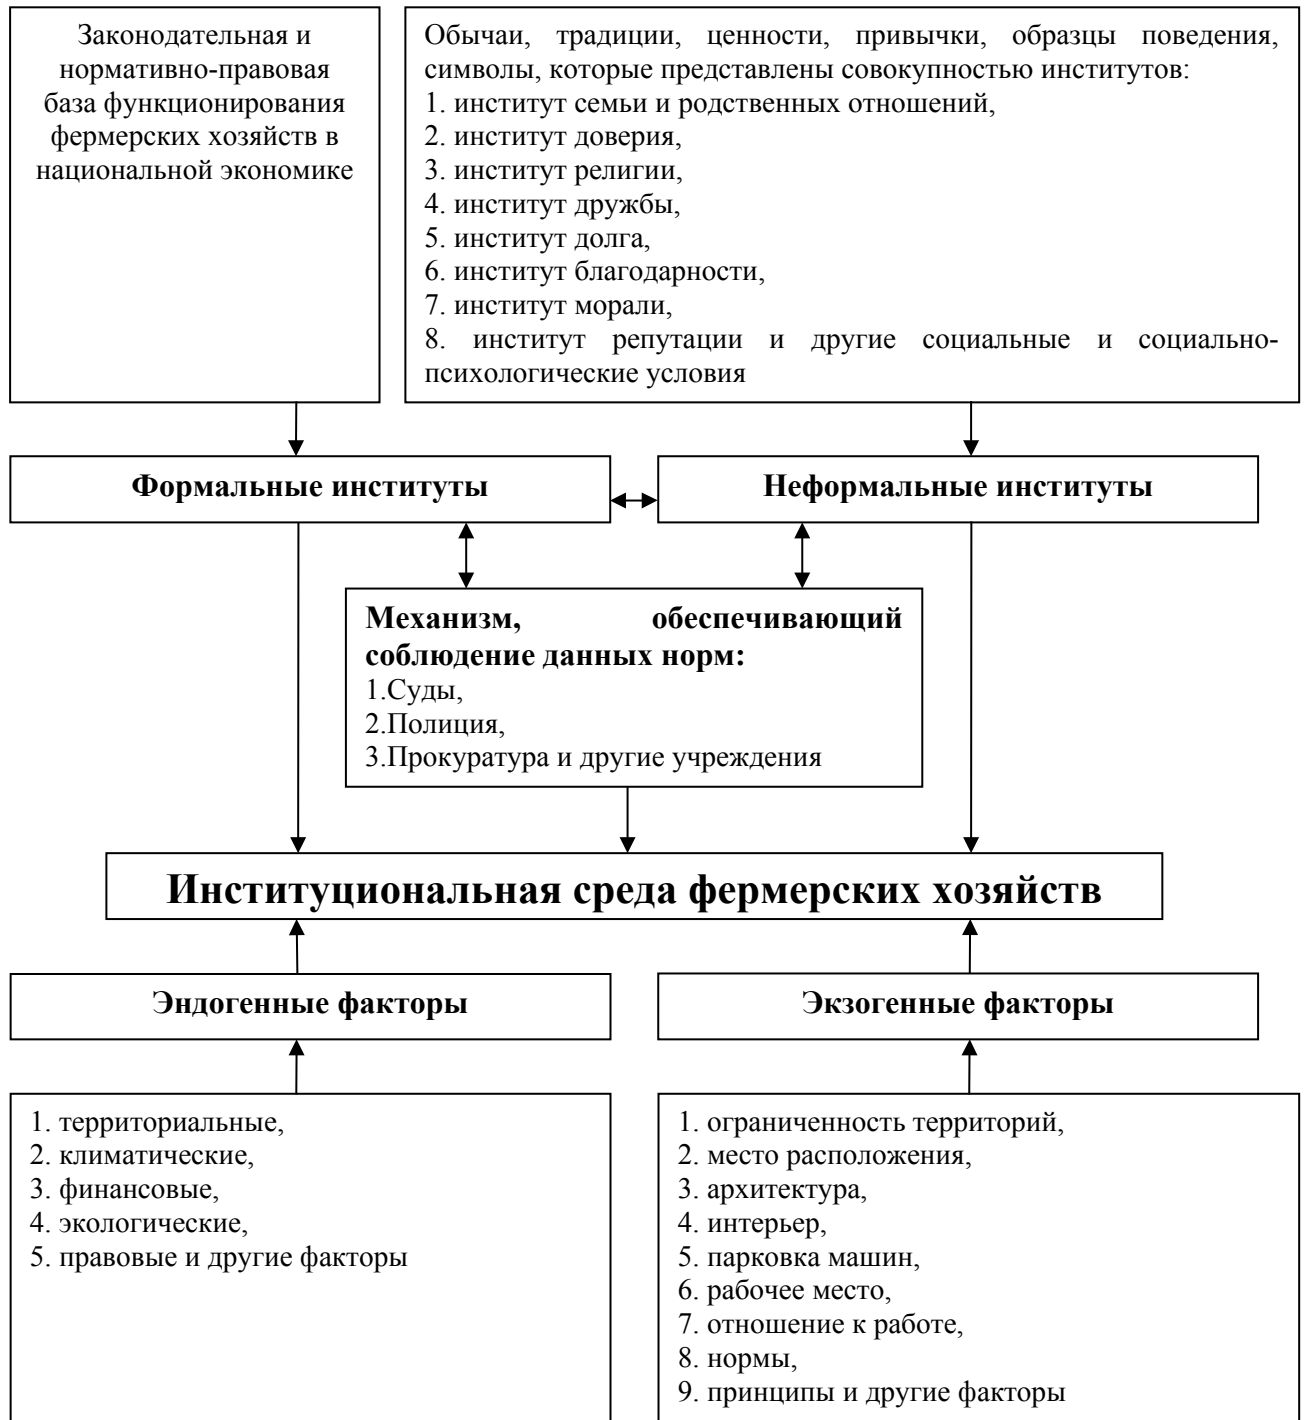 Законодательная и
нормативно-правовая
база функционирования
фермерских хозяйств в
национальной экономике
Обычаи, традиции, ценности, привычки, образцы поведения,
символы, которые представлены совокупностью институтов:
1. институт семьи и родственных отношений,
2. институт доверия,
3. институт религии,
4. институт дружбы,
5. институт долга,
6. институт благодарности,
7. институт морали,
8. институт репутации и другие социальные и социально-
психологические условия
Формальные институты
Неформальные институты
Механизм, обеспечивающий
соблюдение данных норм:
1.Суды,
2.Полиция,
3.Прокуратура и другие учреждения
Институциональная среда фермерских хозяйств
Эндогенные факторы
Экзогенные факторы
1. территориальные,
2. климатические,
3. финансовые,
4. экологические,
5. правовые и другие факторы
1. ограниченность территорий,
2. место расположения,
3. архитектура,
4. интерьер,
5. парковка машин,
6. рабочее место,
7. отношение к работе,
8. нормы,
9. принципы и другие факторы